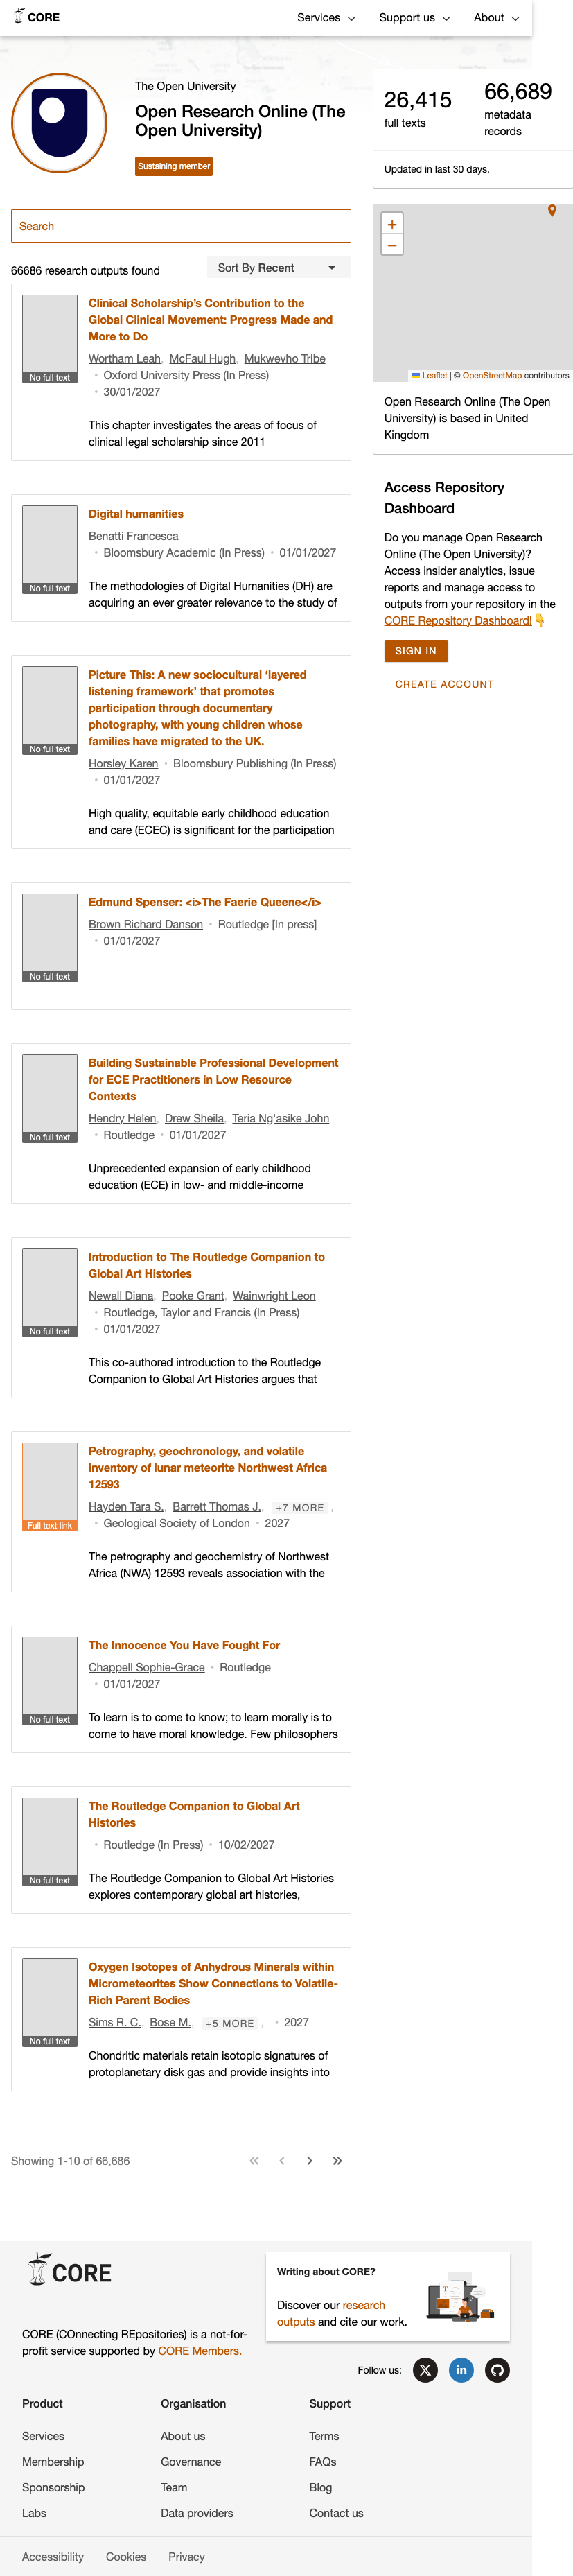 CORE
Services
Support us
About
The Open University
Open Research Online (The
Open University)
Sustaining member
26,415
full texts
66,689
metadata
records
Updated in last 30 days.
Search
66686 research outputs found
Sort By Recent
No full text
Clinical Scholarship’s Contribution to the
Global Clinical Movement: Progress Made and
More to Do
Wortham Leah, McFaul Hugh, Mukwevho Tribe
• Oxford University Press (In Press)
• 30/01/2027
This chapter investigates the areas of focus of
clinical legal scholarship since 2011
No full text
Digital humanities
Benatti Francesca
• Bloomsbury Academic (In Press) • 01/01/2027
The methodologies of Digital Humanities (DH) are
acquiring an ever greater relevance to the study of
No full text
Picture This: A new sociocultural ‘layered
listening framework’ that promotes
participation through documentary
photography, with young children whose
families have migrated to the UK.
Horsley Karen • Bloomsbury Publishing (In Press)
• 01/01/2027
High quality, equitable early childhood education
and care (ECEC) is significant for the participation
No full text
Edmund Spenser: <i>The Faerie Queene</i>
Brown Richard Danson • Routledge [In press]
• 01/01/2027
No full text
Building Sustainable Professional Development
for ECE Practitioners in Low Resource
Contexts
Hendry Helen, Drew Sheila, Teria Ng'asike John
• Routledge • 01/01/2027
Unprecedented expansion of early childhood
education (ECE) in low- and middle-income
No full text
Introduction to The Routledge Companion to
Global Art Histories
Newall Diana, Pooke Grant, Wainwright Leon
• Routledge, Taylor and Francis (In Press)
• 01/01/2027
This co-authored introduction to the Routledge
Companion to Global Art Histories argues that
No full text
Petrography, geochronology, and volatile
inventory of lunar meteorite Northwest Africa
12593
Hayden Tara S., Barrett Thomas J., +7 MORE ,
• Geological Society of London • 2027
The petrography and geochemistry of Northwest
Africa (NWA) 12593 reveals association with the
Full text link
The Innocence You Have Fought For
Chappell Sophie-Grace • Routledge
• 01/01/2027
To learn is to come to know; to learn morally is to
come to have moral knowledge. Few philosophers
No full text
The Routledge Companion to Global Art
Histories
• Routledge (In Press) • 10/02/2027
The Routledge Companion to Global Art Histories
explores contemporary global art histories,
No full text
Oxygen Isotopes of Anhydrous Minerals within
Micrometeorites Show Connections to Volatile-
Rich Parent Bodies
Sims R. C., Bose M., +5 MORE , • 2027
Chondritic materials retain isotopic signatures of
protoplanetary disk gas and provide insights into
No full text
Showing 1-10 of 66,686
+
−
Leaflet | © OpenStreetMap contributors
Open Research Online (The Open
University) is based in United
Kingdom
Access Repository
Dashboard
Do you manage Open Research
Online (The Open University)?
Access insider analytics, issue
reports and manage access to
outputs from your repository in the
CORE Repository Dashboard! 👇
SIGN IN
CREATE ACCOUNT
CORE
CORE (COnnecting REpositories) is a not-for-
profit service supported by CORE Members.
Writing about CORE?
Discover our research
outputs and cite our work.
Follow us:
Product
Services
Membership
Sponsorship
Labs
Organisation
About us
Governance
Team
Data providers
Support
Terms
FAQs
Blog
Contact us
Accessibility
Cookies
Privacy